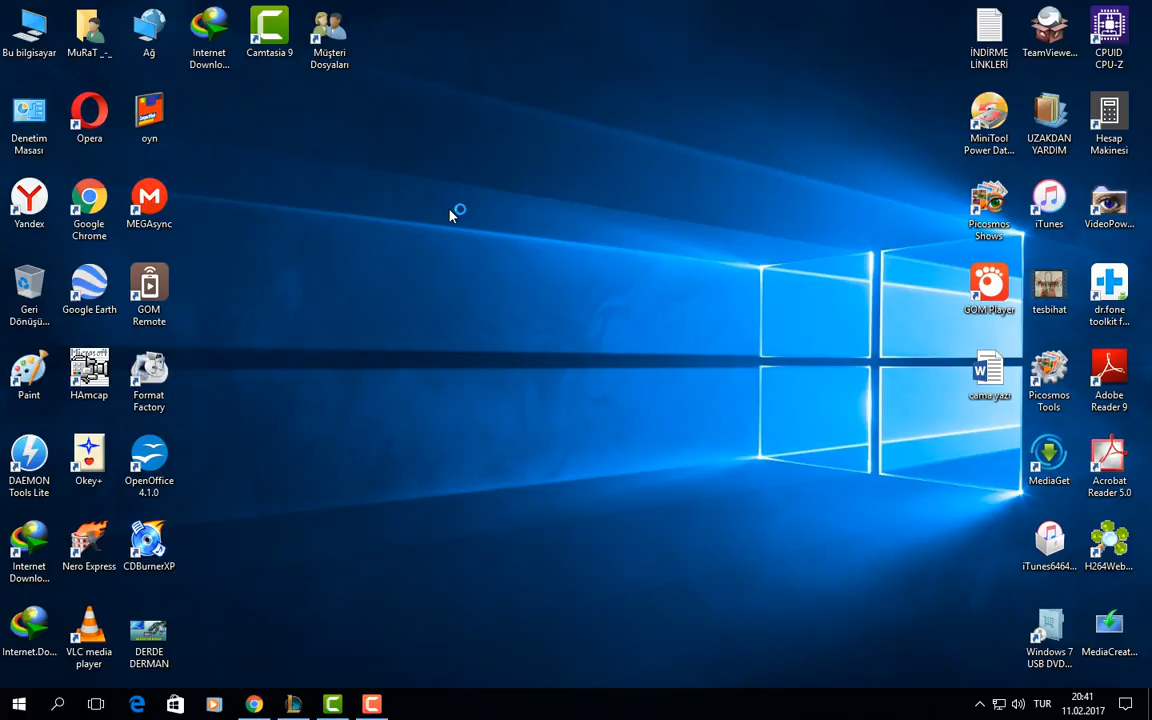 Bu bilgisayar
MuRaT _-_
Ağ
Internet
Downlo...
Camtasia 9
Müşteri
Dosyaları
İNDİRME
LİNKLERİ
TeamViewe...
CPUID
CPU-Z
Denetim
Masası
Opera
oyn
MiniTool
Power Dat...
UZAKDAN
YARDIM
Hesap
Makinesi
Yandex
Google
Chrome
MEGAsync
Picosmos
Shows
iTunes
VideoPow...
Geri
Dönüşü...
Google Earth
GOM
Remote
GOM Player
tesbihat
dr.fone
toolkit f...
Microsoft
Paint
HAmcap
Format
Factory
cama yazı
Picosmos
Tools
Adobe
Reader 9
DAEMON
Tools Lite
Okey+
OpenOffice
4.1.0
MediaGet
Acrobat
Reader 5.0
Internet
Downlo...
Nero Express
CDBurnerXP
iTunes6464...
H264Web...
Internet.Do...
VLC media
player
DERDE
DERMAN
Windows 7
USB DVD...
MediaCreat...
TUR
20:41
11.02.2017